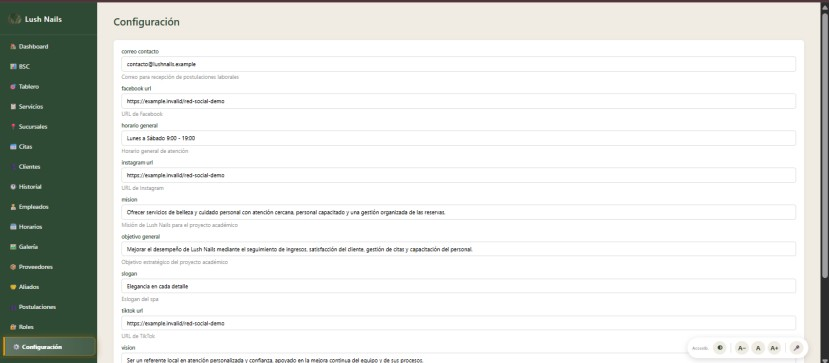 Lush Nails
Dashboard
BSC
Tablero
Servicios
Sucursales
Citas
Clientes
Historial
Empleados
Horarios
Galería
Proveedores
Aliados
Postulaciones
Roles
Configuración
Configuración
correo contacto
contacto@lushnails.example
Correo para recepción de postulaciones laborales
facebook url
https://example.invalid/red-social-demo
URL de Facebook
horario general
Lunes a Sábado 9:00 - 19:00
Horario general de atención
instagram url
https://example.invalid/red-social-demo
URL de Instagram
mision
Ofrecer servicios de belleza y cuidado personal con atención cercana, personal capacitado y una gestión organizada de las reservas.
Misión de Lush Nails para el proyecto académico
objetivo general
Mejorar el desempeño de Lush Nails mediante el seguimiento de ingresos, satisfacción del cliente, gestión de citas y capacitación del personal.
Objetivo estratégico del proyecto académico
slogan
Elegancia en cada detalle
Eslogan del spa
tiktok url
https://example.invalid/red-social-demo
URL de TikTok
vision
Ser un referente local en atención personalizada y confianza, apoyado en la mejora continua del equipo y de sus procesos.
A− A A+